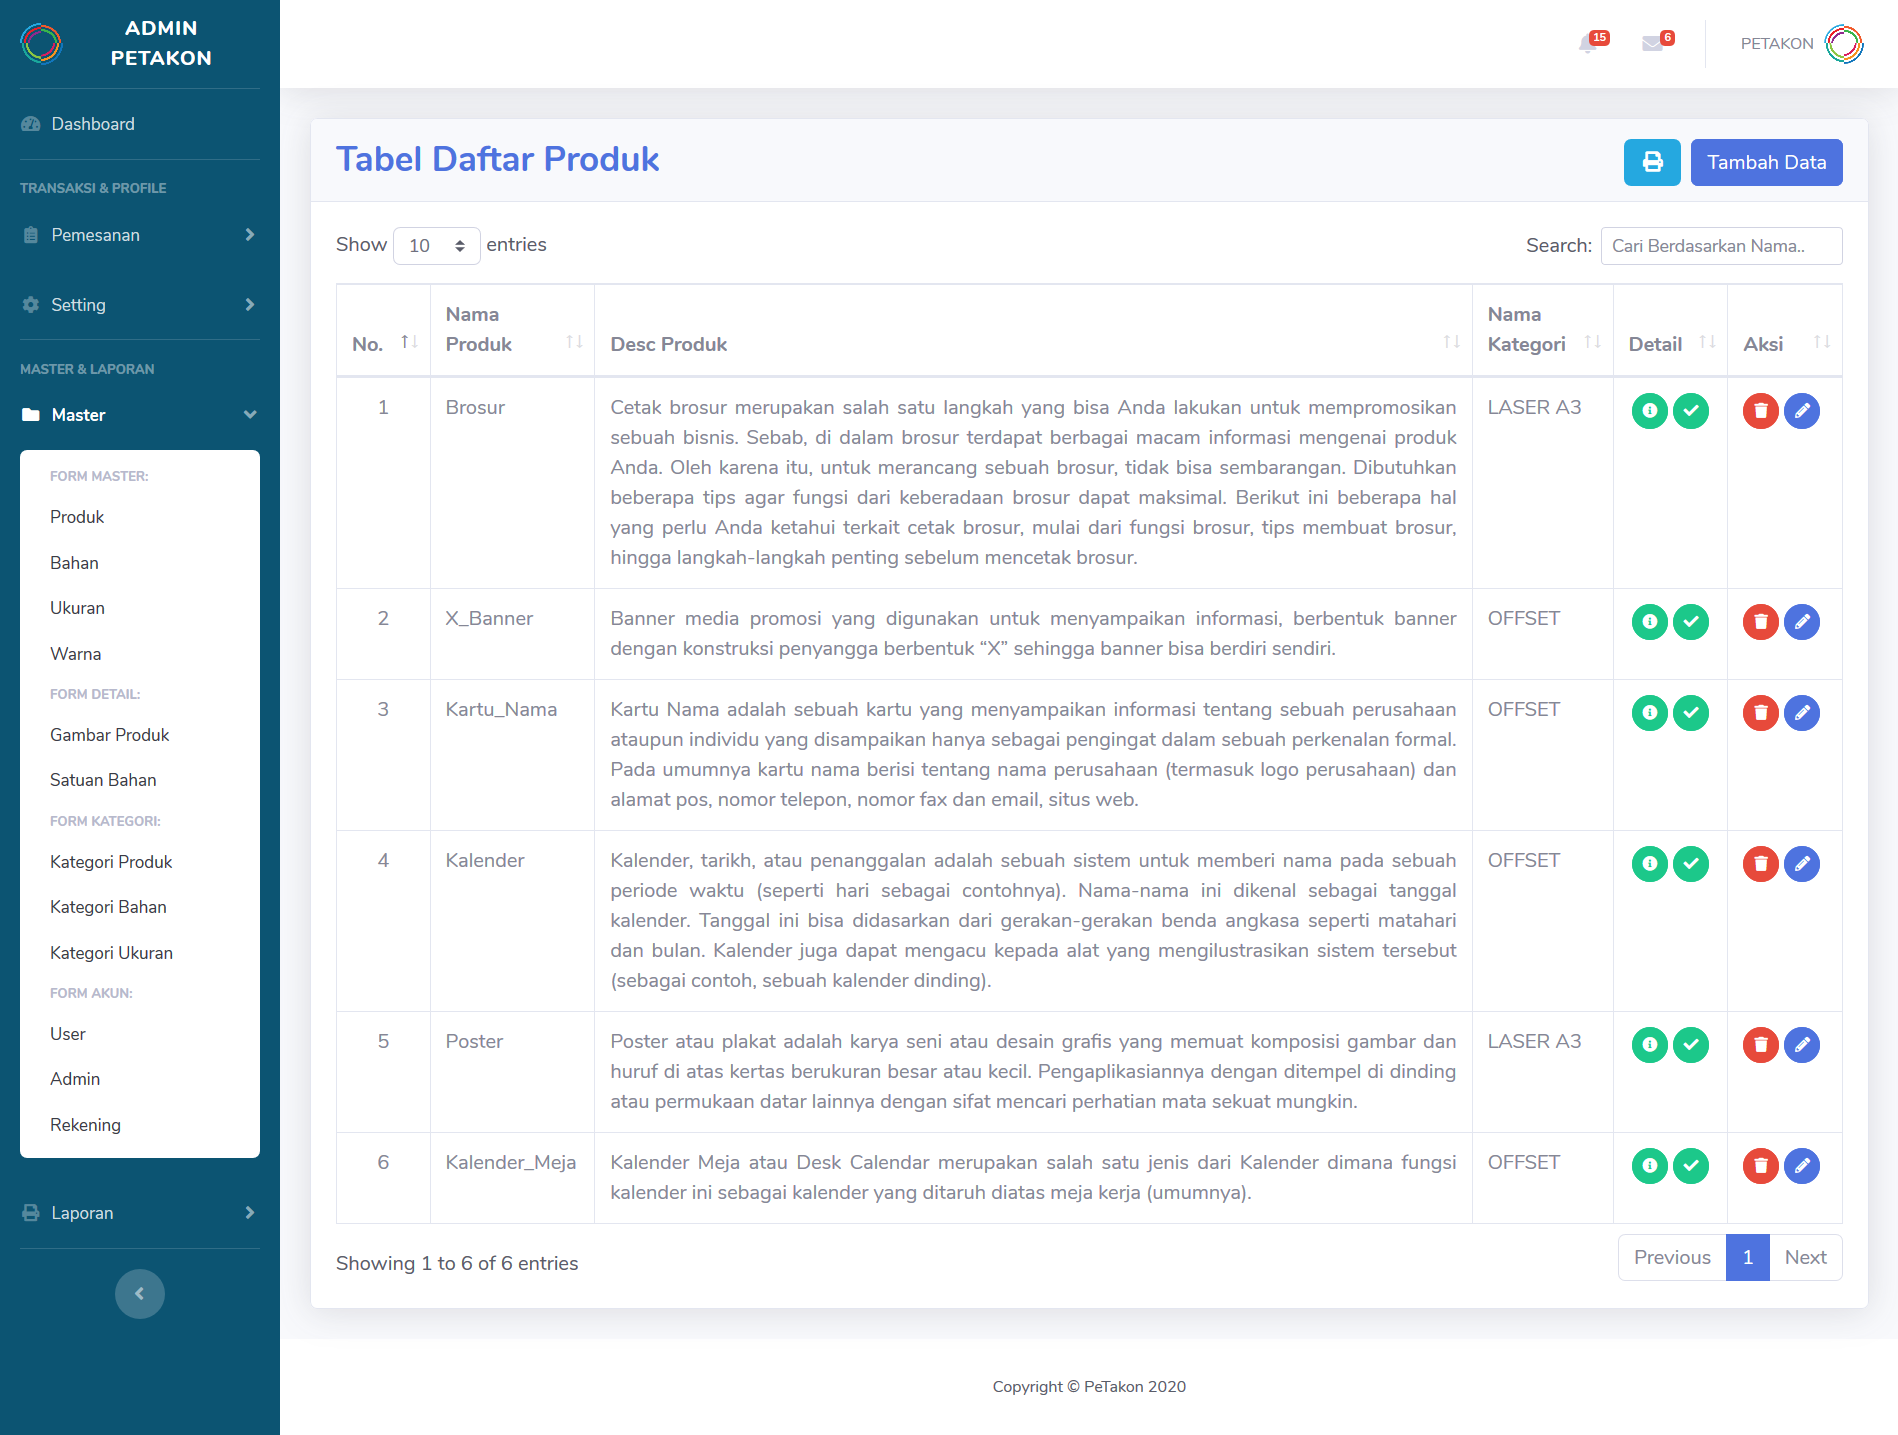 ADMIN
PETAKON
15
6
PETAKON
Dashboard
TRANSAKSI & PROFILE
Pemesanan
Setting
MASTER & LAPORAN
Master
FORM MASTER:
Produk
Bahan
Ukuran
Warna
FORM DETAIL:
Gambar Produk
Satuan Bahan
FORM KATEGORI:
Kategori Produk
Kategori Bahan
Kategori Ukuran
FORM AKUN:
User
Admin
Rekening
Laporan
Tabel Daftar Produk
Tambah Data
Show 10 entries
Search: Cari Berdasarkan Nama..
No.
Nama
Produk
Desc Produk
Nama
Kategori
Detail
Aksi
1
Brosur
Cetak brosur merupakan salah satu langkah yang bisa Anda lakukan untuk mempromosikan
sebuah bisnis. Sebab, di dalam brosur terdapat berbagai macam informasi mengenai produk
Anda. Oleh karena itu, untuk merancang sebuah brosur, tidak bisa sembarangan. Dibutuhkan
beberapa tips agar fungsi dari keberadaan brosur dapat maksimal. Berikut ini beberapa hal
yang perlu Anda ketahui terkait cetak brosur, mulai dari fungsi brosur, tips membuat brosur,
hingga langkah-langkah penting sebelum mencetak brosur.
LASER A3
2
X_Banner
Banner media promosi yang digunakan untuk menyampaikan informasi, berbentuk banner
dengan konstruksi penyangga berbentuk “X” sehingga banner bisa berdiri sendiri.
OFFSET
3
Kartu_Nama
Kartu Nama adalah sebuah kartu yang menyampaikan informasi tentang sebuah perusahaan
ataupun individu yang disampaikan hanya sebagai pengingat dalam sebuah perkenalan formal.
Pada umumnya kartu nama berisi tentang nama perusahaan (termasuk logo perusahaan) dan
alamat pos, nomor telepon, nomor fax dan email, situs web.
OFFSET
4
Kalender
Kalender, tarikh, atau penanggalan adalah sebuah sistem untuk memberi nama pada sebuah
periode waktu (seperti hari sebagai contohnya). Nama-nama ini dikenal sebagai tanggal
kalender. Tanggal ini bisa didasarkan dari gerakan-gerakan benda angkasa seperti matahari
dan bulan. Kalender juga dapat mengacu kepada alat yang mengilustrasikan sistem tersebut
(sebagai contoh, sebuah kalender dinding).
OFFSET
5
Poster
Poster atau plakat adalah karya seni atau desain grafis yang memuat komposisi gambar dan
huruf di atas kertas berukuran besar atau kecil. Pengaplikasiannya dengan ditempel di dinding
atau permukaan datar lainnya dengan sifat mencari perhatian mata sekuat mungkin.
LASER A3
6
Kalender_Meja
Kalender Meja atau Desk Calendar merupakan salah satu jenis dari Kalender dimana fungsi
kalender ini sebagai kalender yang ditaruh diatas meja kerja (umumnya).
OFFSET
Showing 1 to 6 of 6 entries
Previous 1 Next
Copyright © PeTakon 2020